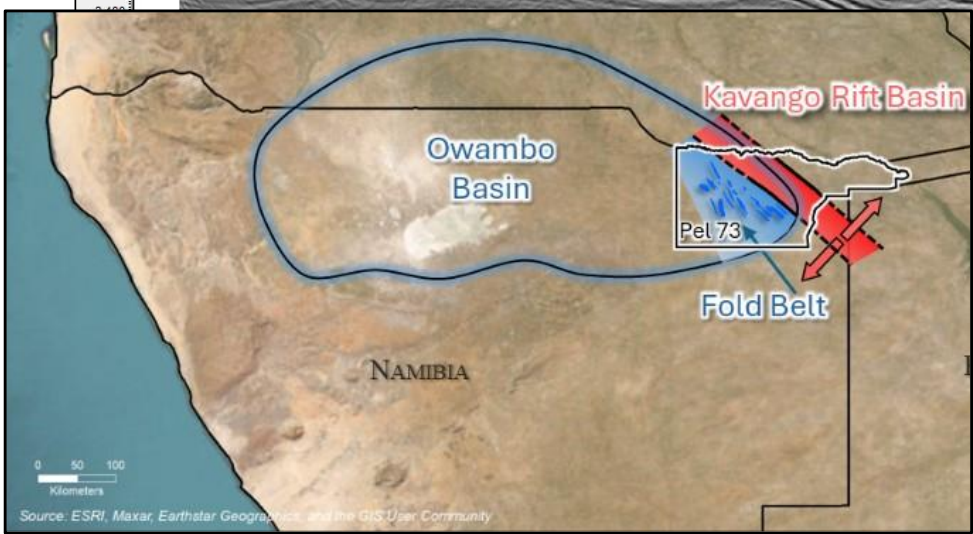 Kavango Rift Basin
Owambo
Basin
Pel 73
Fold Belt
NAMIBIA
0 50 100
Kilometers
Source: ESRI, Maxar, Earthstar Geographics, and the GIS User Community